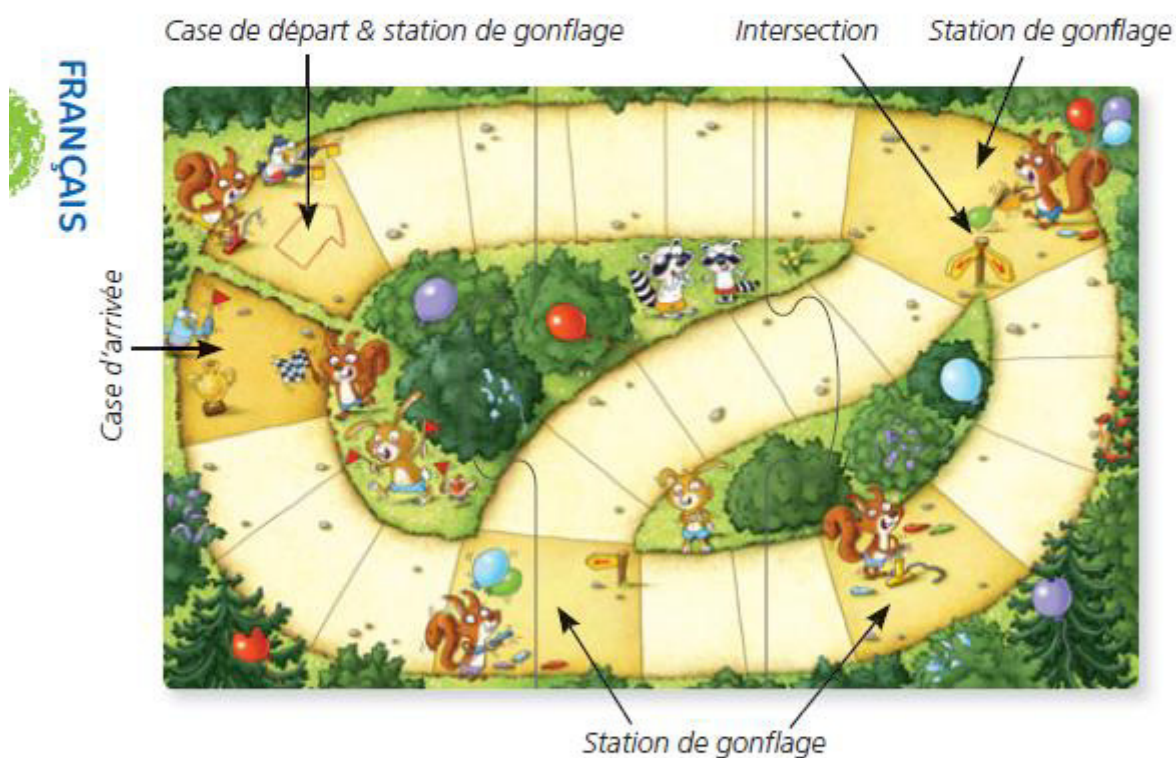 Case de départ & station de gonflage
Intersection
Station de gonflage
FRANÇAIS
Case d'arrivée
Station de gonflage